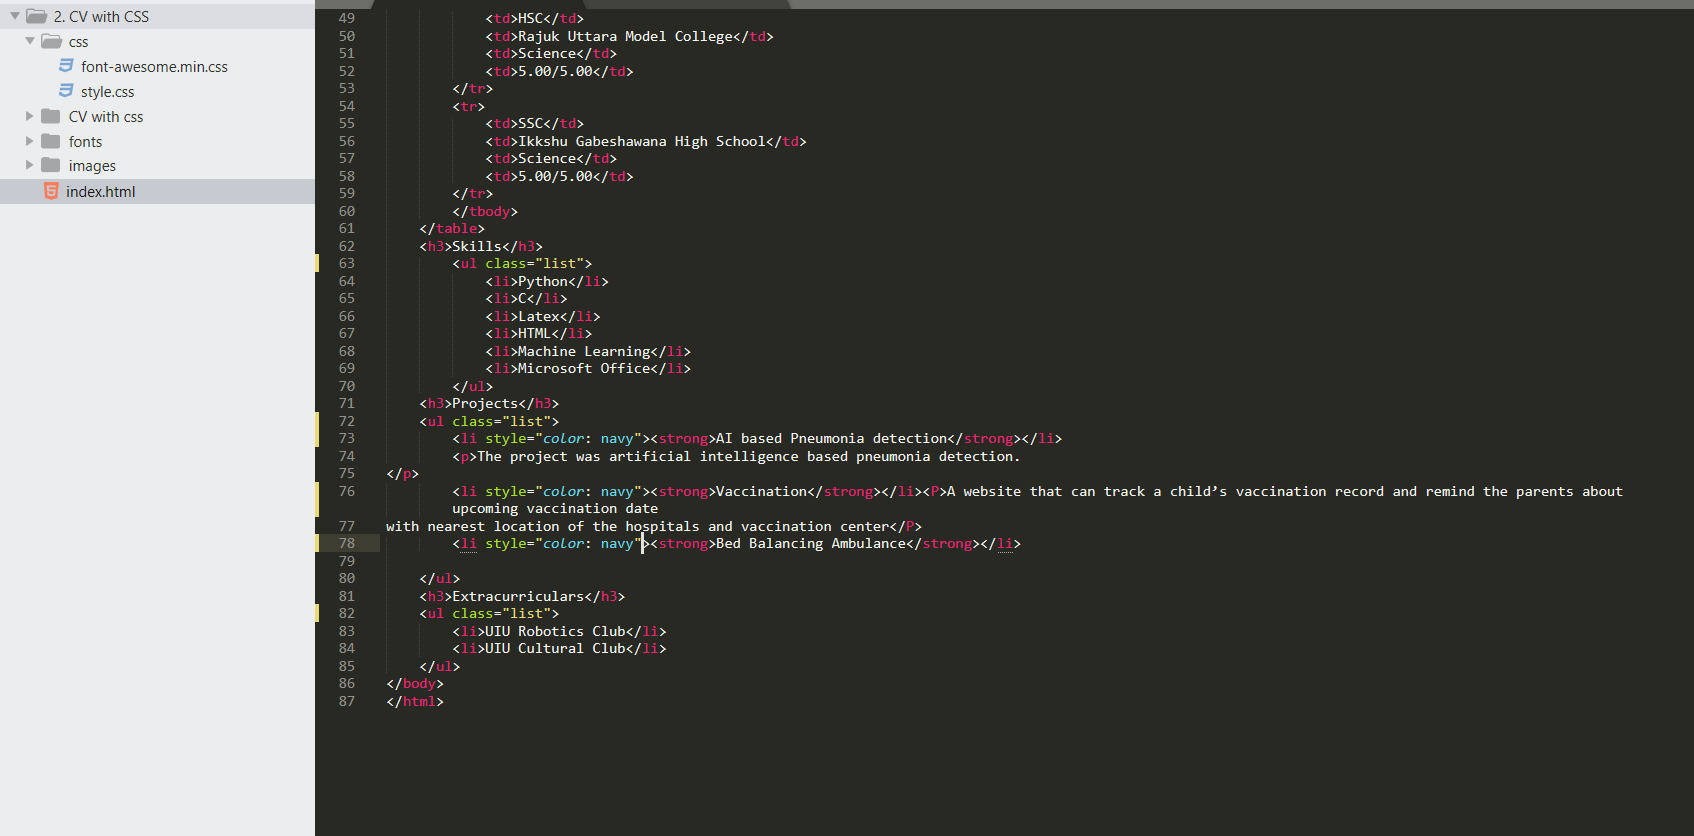 2. CV with CSS
css
font-awesome.min.css
style.css
CV with css
fonts
images
index.html
49 <td>HSC</td>
50 <td>Rajuk Uttara Model College</td>
51 <td>Science</td>
52 <td>5.00/5.00</td>
53 </tr>
54 <tr>
55 <td>SSC</td>
56 <td>Ikkshu Gabeshawana High School</td>
57 <td>Science</td>
58 <td>5.00/5.00</td>
59 </tr>
60 </tbody>
61 </table>
62 <h3>Skills</h3>
63 <ul class="list">
64 <li>Python</li>
65 <li>C</li>
66 <li>Latex</li>
67 <li>HTML</li>
68 <li>Machine Learning</li>
69 <li>Microsoft Office</li>
70 </ul>
71 <h3>Projects</h3>
72 <ul class="list">
73 <li style="color: navy"><strong>AI based Pneumonia detection</strong></li>
74 <p>The project was artificial intelligence based pneumonia detection.
75 </p>
76 <li style="color: navy"><strong>Vaccination</strong></li><P>A website that can track a child’s vaccination record and remind the parents about
upcoming vaccination date
77 with nearest location of the hospitals and vaccination center</P>
78 <li style="color: navy"><strong>Bed Balancing Ambulance</strong></li>
79
80 </ul>
81 <h3>Extracurriculars</h3>
82 <ul class="list">
83 <li>UIU Robotics Club</li>
84 <li>UIU Cultural Club</li>
85 </ul>
86 </body>
87 </html>